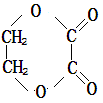 O O
CH₂ C
CH₂ C O
O